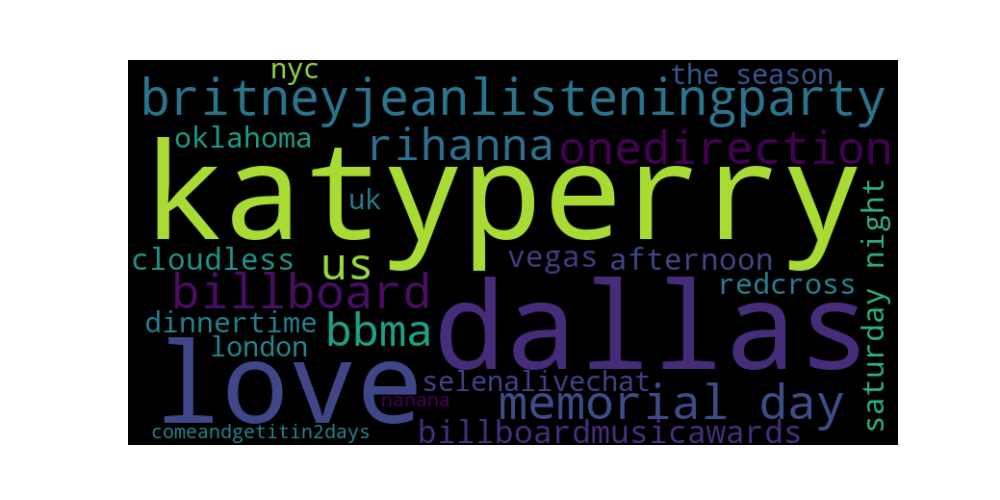 nyc
the season
britneyjeanlisteningparty
oklahoma
rihanna
onedirection
katyperry
uk
saturday night
cloudless
us
vegas
afternoon
billboard
redcross
dallas
dinnertime
bbma
london
love
selenalivechat
nanana
memorial day
comeandgetitin2days
billboardmusicawards